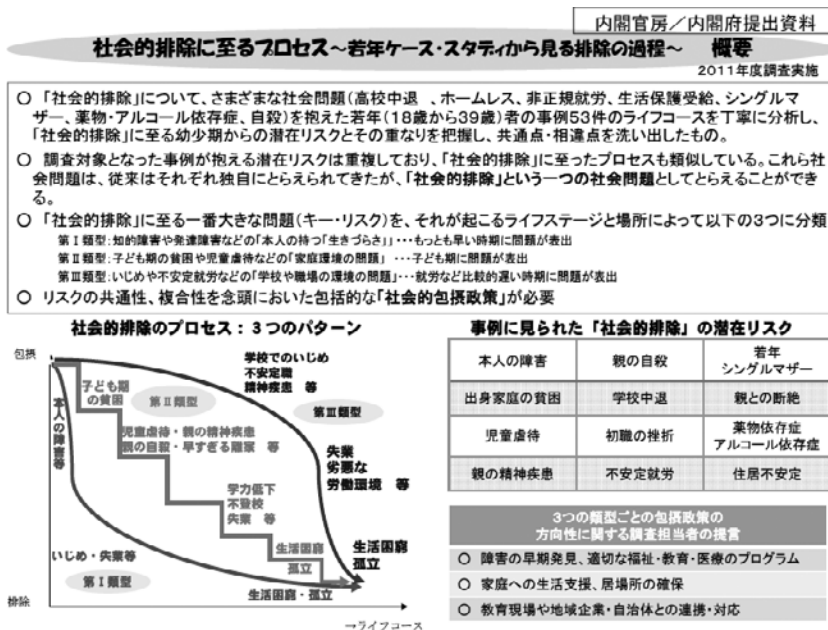 内閣官房／内閣府提出資料
社会的排除に至るプロセス～若年ケース・スタディから見る排除の過程～　概要
2011年度調査実施
○ 「社会的排除」について、さまざまな社会問題（高校中退 、ホームレス、非正規就労、生活保護受給、シングルマ
ザー、薬物・アルコール依存症、自殺）を抱えた若年（18歳から39歳）者の事例53件のライフコースを丁寧に分析し、
「社会的排除」に至る幼少期からの潜在リスクとその重なりを把握し、共通点・相違点を洗い出したもの。
○ 調査対象となった事例が抱える潜在リスクは重複しており、「社会的排除」に至ったプロセスも類似している。これら社
会問題は、従来はそれぞれ独自にとらえられてきたが、「社会的排除」という一つの社会問題としてとらえることができ
る。
○ 「社会的排除」に至る一番大きな問題（キー・リスク）を、それが起こるライフステージと場所によって以下の3つに分類
第Ⅰ類型：知的障害や発達障害などの「本人の持つ「生きづらさ」」・・・もっとも早い時期に問題が表出
第Ⅱ類型：子ども期の貧困や児童虐待などの「家庭環境の問題」 ・・・子ども期に問題が表出
第Ⅲ類型：いじめや不安定就労などの「学校や職場の環境の問題」・・・就労など比較的遅い時期に問題が表出
○ リスクの共通性、複合性を念頭においた包括的な「社会的包摂政策」が必要
社会的排除のプロセス：３つのパターン
包摂
学校でのいじめ
不安定職
精神疾患 等
子ども期
の貧困
第Ⅱ類型
第Ⅲ類型
本人の障害等
児童虐待・親の精神疾患
親の自殺・早すぎる離家 等
失業
劣悪な
労働環境 等
学力低下
不登校
失業 等
生活困窮
孤立
生活困窮
孤立
いじめ・失業等
第Ⅰ類型
生活困窮・孤立
排除
→ライフコース
事例に見られた「社会的排除」の潜在リスク
本人の障害
親の自殺
若年
シングルマザー
出身家庭の貧困
学校中退
親との断絶
児童虐待
初職の挫折
薬物依存症
アルコール依存症
親の精神疾患
不安定就労
住居不安定
3つの類型ごとの包摂政策の
方向性に関する調査担当者の提言
○ 障害の早期発見、適切な福祉・教育・医療のプログラム
○ 家庭への生活支援、居場所の確保
○ 教育現場や地域企業・自治体との連携・対応